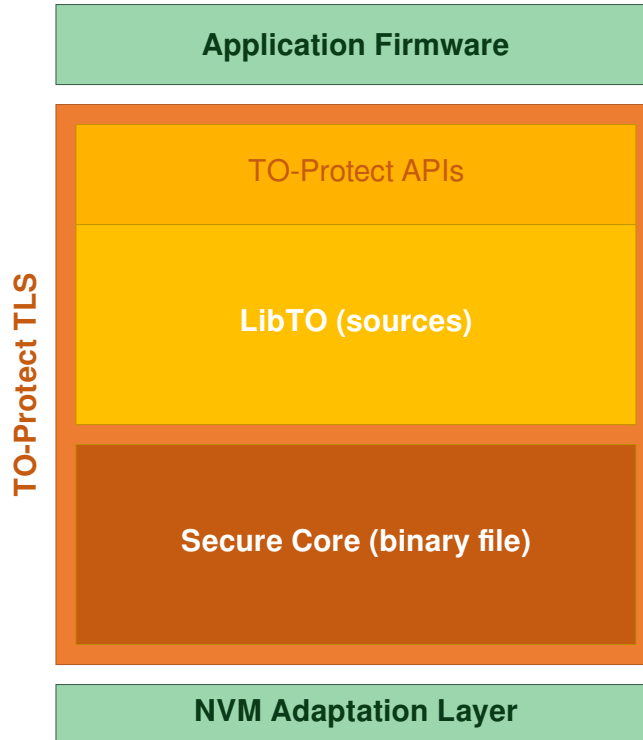 Application Firmware
TO-Protect TLS
TO-Protect APIs
LibTO (sources)
Secure Core (binary file)
NVM Adaptation Layer